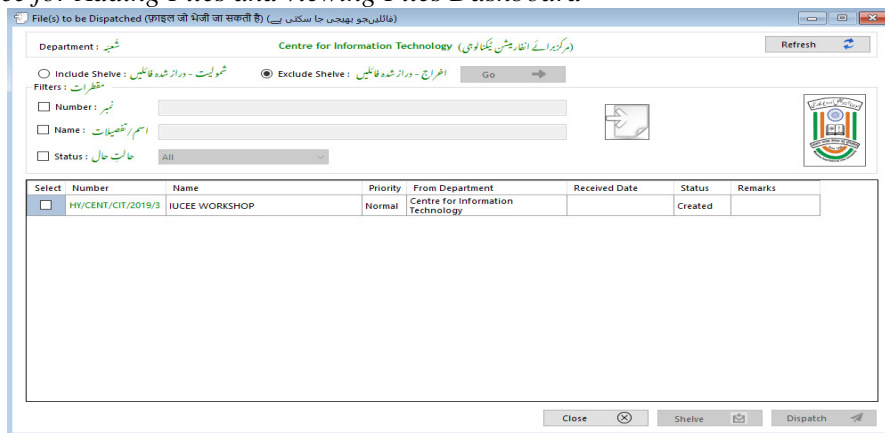 ce for Adding Files and Viewing Files Dashboard
File(s) to be Dispatched (फ़ाइल जो भेजी जा सकती है) (فائلیں جو بھیجی جا سکتی ہے)
Department : شُعبَہ Centre for Information Technology (مرکز برائے انفارمیشن ٹیکنالوجی) Refresh
Include Shelve : شمولیت - دراز شدہ فائلیں Exclude Shelve : اخراج - دراز شدہ فائلیں Go
Filters : مقطرات
Number : نمبر
Name : اسم / تفصیلات
Status : حالتِ حال All
Select Number Name Priority From Department Received Date Status Remarks
HY/CENT/CIT/2019/3 IUCEE WORKSHOP Normal Centre for Information Technology Created
Close Shelve Dispatch